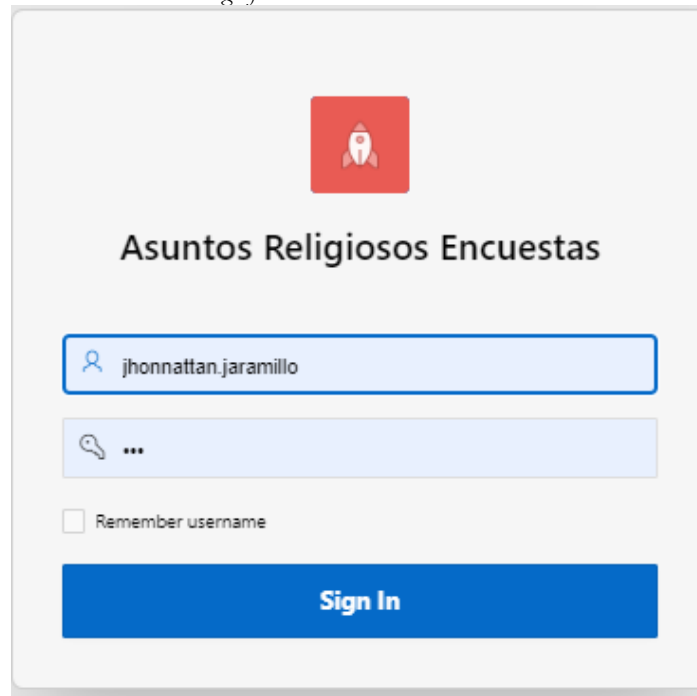 Asuntos Religiosos Encuestas
jhonnattan.jaramillo
•••
Remember username
Sign In